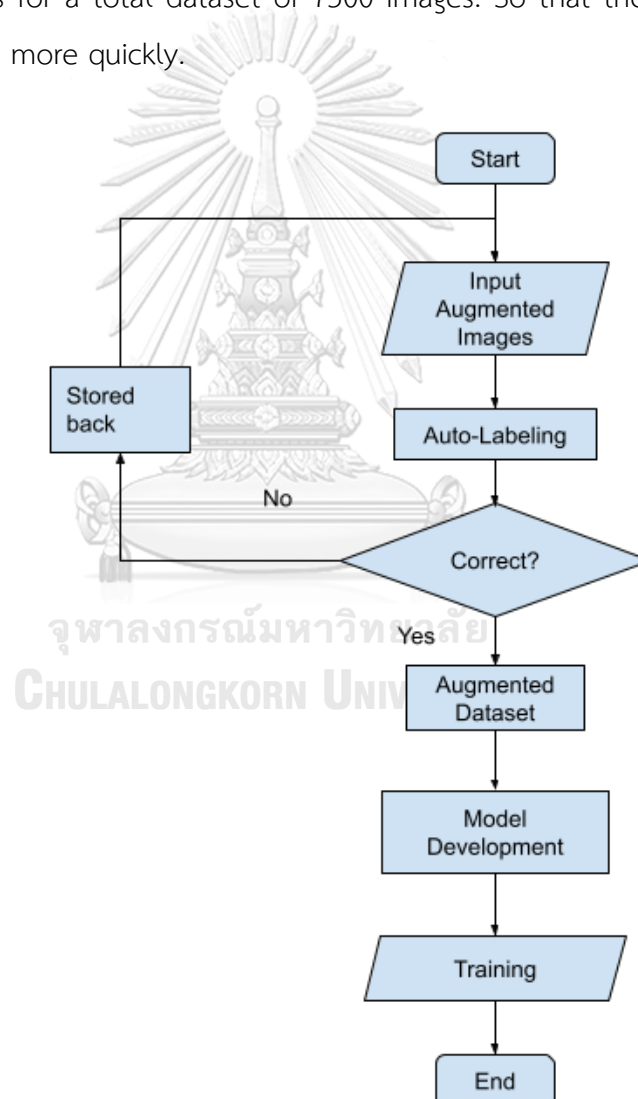 for a total dataset of 7500 images. So that the
more quickly.
Start
Input
Augmented
Images
Stored
back
Auto-Labeling
No
Correct?
จุฬาลงกรณ์มหาวิทยาลัย
Yes
CHULALONGKORN
Augmented
Dataset
Model
Development
Training
End